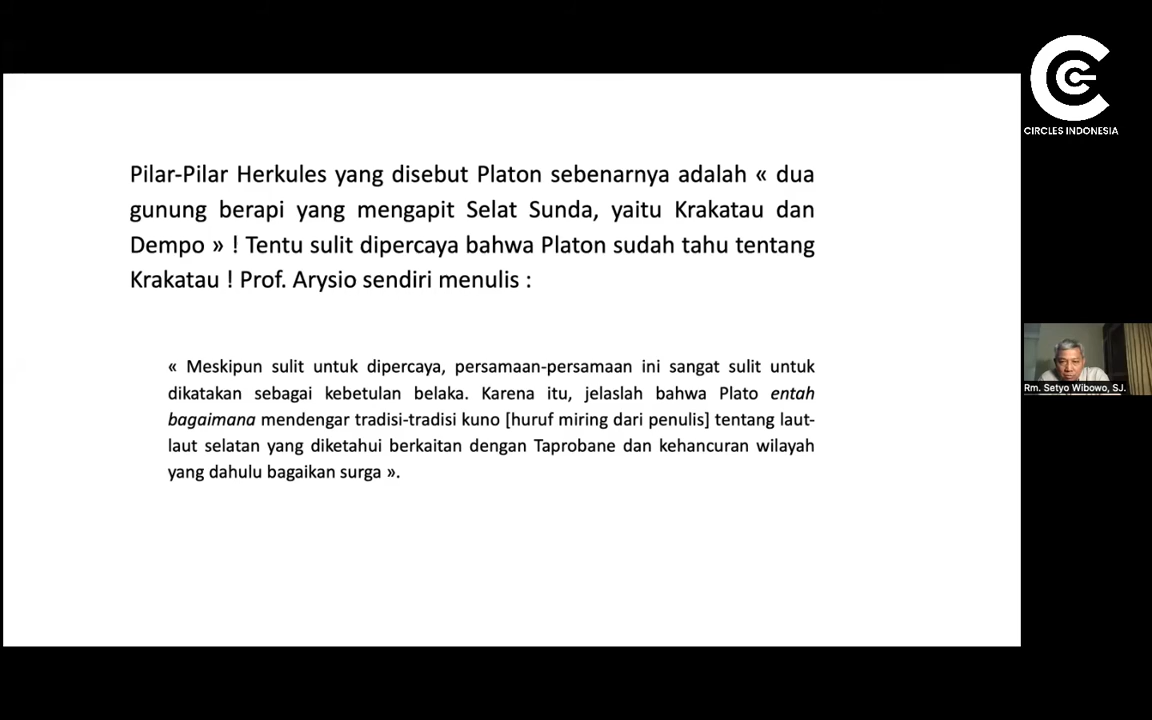 CIRCLES INDONESIA
Pilar-Pilar Herkules yang disebut Platon sebenarnya adalah « dua
gunung berapi yang mengapit Selat Sunda, yaitu Krakatau dan
Dempo » ! Tentu sulit dipercaya bahwa Platon sudah tahu tentang
Krakatau ! Prof. Arysio sendiri menulis :
« Meskipun sulit untuk dipercaya, persamaan-persamaan ini sangat sulit untuk
dikatakan sebagai kebetulan belaka. Karena itu, jelaslah bahwa Plato entah
bagaimana mendengar tradisi-tradisi kuno [huruf miring dari penulis] tentang laut-
laut selatan yang diketahui berkaitan dengan Taprobane dan kehancuran wilayah
yang dahulu bagaikan surga ».
Rm. Setyo Wibowo, SJ.